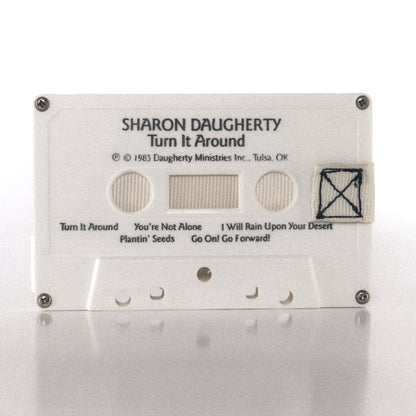 SHARON DAUGHERTY
Turn It Around
℗ © 1985 Daugherty Ministries Inc., Tulsa, OK
Turn It Around You're Not Alone I Will Rain Upon Your Desert
Plantin' Seeds Go On! Go Forward!